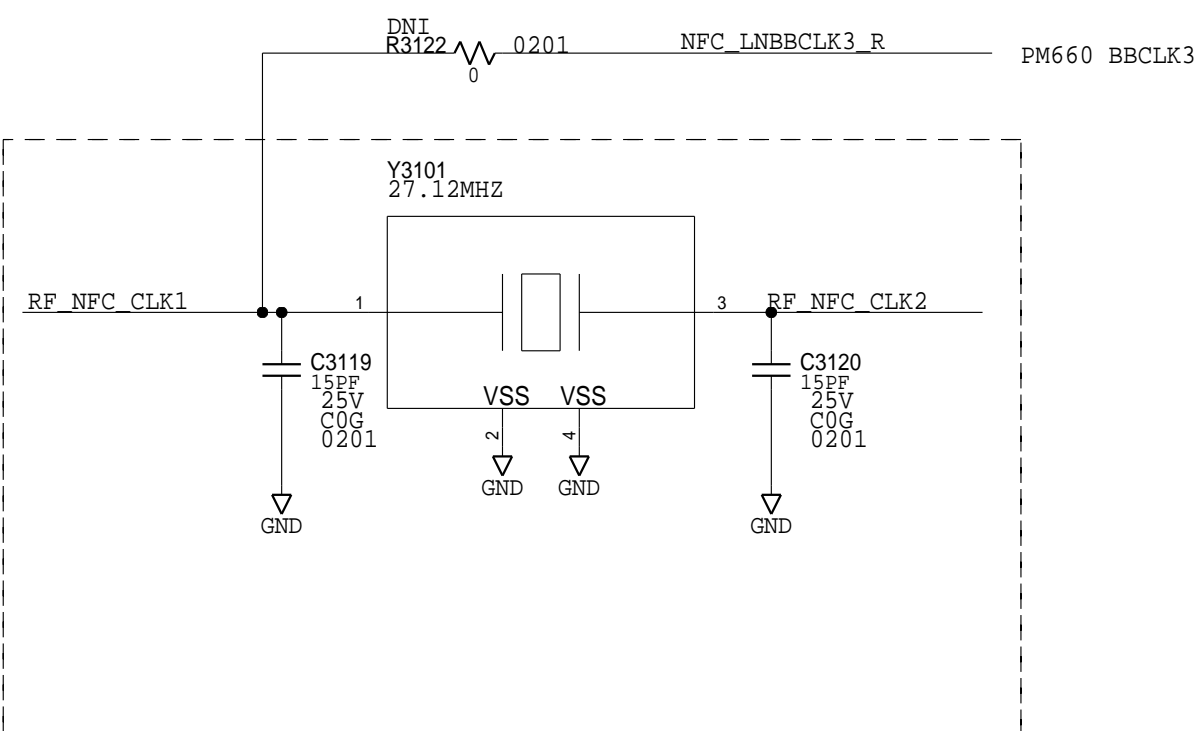 DNI
R3122 0201 NFC_LNBBCLK3_R
0
PM660 BBCLK3
Y3101
27.12MHZ
RF_NFC_CLK1 1 3 RF_NFC_CLK2
C3119
15PF
25V
C0G
0201
VSS VSS
2 4
GND GND
C3120
15PF
25V
C0G
0201
GND GND